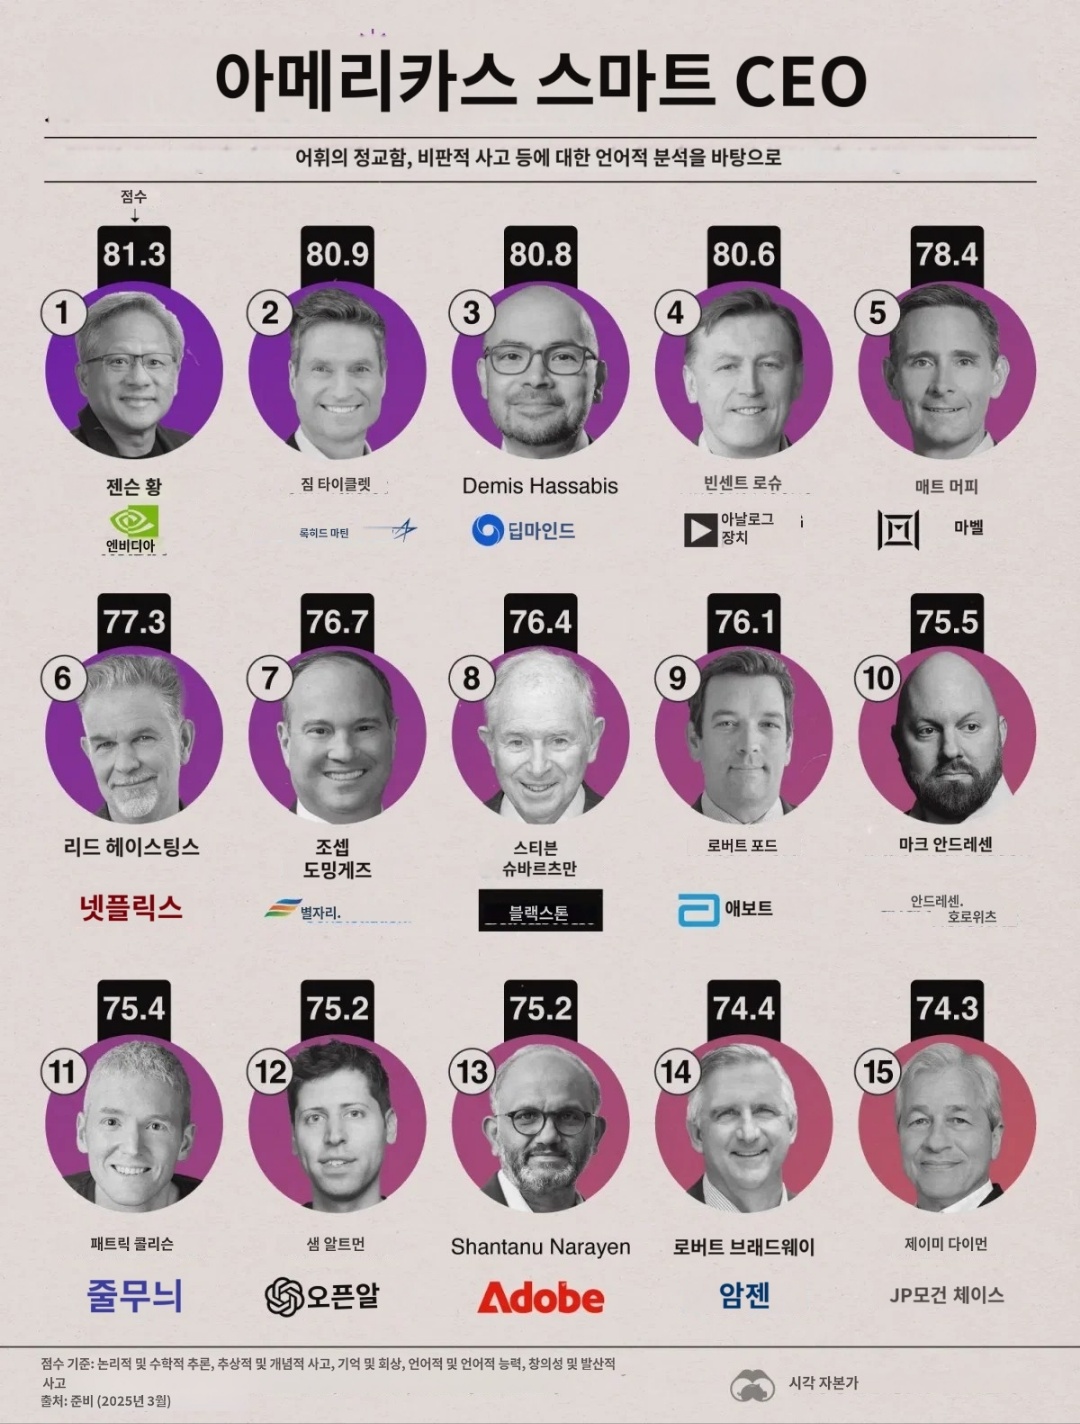 아메리카스 스마트 CEO
어휘의 정교함, 비판적 사고 등에 대한 언어적 분석을 바탕으로
점수
81.3
80.9
80.8
80.6
78.4
1
2
3
4
5
젠슨 황
짐 타이클렛
Demis Hassabis
빈센트 로슈
매트 머피
엔비디아
록히드 마틴
딥마인드
아날로그
장치
마벨
77.3
76.7
76.4
76.1
75.5
6
7
8
9
10
리드 헤이스팅스
조셉
도밍게즈
스티븐
슈바르츠만
로버트 포드
마크 안드레센
넷플릭스
별자리.
블랙스톤
애보트
안드레센.
호로위츠
75.4
75.2
75.2
74.4
74.3
11
12
13
14
15
패트릭 콜리슨
샘 알트먼
Shantanu Narayen
로버트 브래드웨이
제이미 다이먼
줄무늬
오픈알
Adobe
암젠
JP모건 체이스
점수 기준: 논리적 및 수학적 추론, 추상적 및 개념적 사고, 기억 및 회상, 언어적 및 언어적 능력, 창의성 및 발산적
사고
출처: 준비 (2025년 3월)
시각 자본가